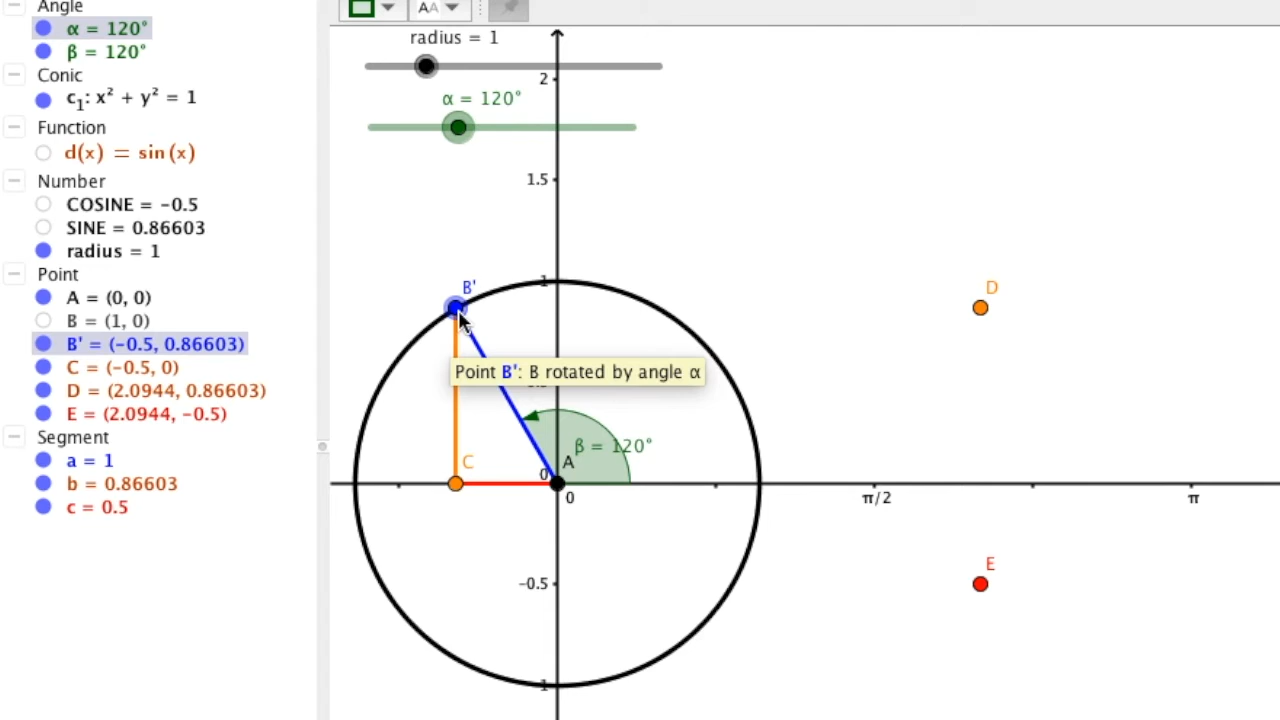 Angle
α = 120°
β = 120°
Conic
c₁: x² + y² = 1
Function
d(x) = sin(x)
Number
COSINE = -0.5
SINE = 0.86603
radius = 1
Point
A = (0, 0)
B = (1, 0)
B' = (-0.5, 0.86603)
C = (-0.5, 0)
D = (2.0944, 0.86603)
E = (2.0944, -0.5)
Segment
a = 1
b = 0.86603
c = 0.5
AA
radius = 1
2
α = 120°
1.5
1
B'
D
Point B': B rotated by angle α
β = 120°
C
A
0
0
π/2
π
E
-0.5